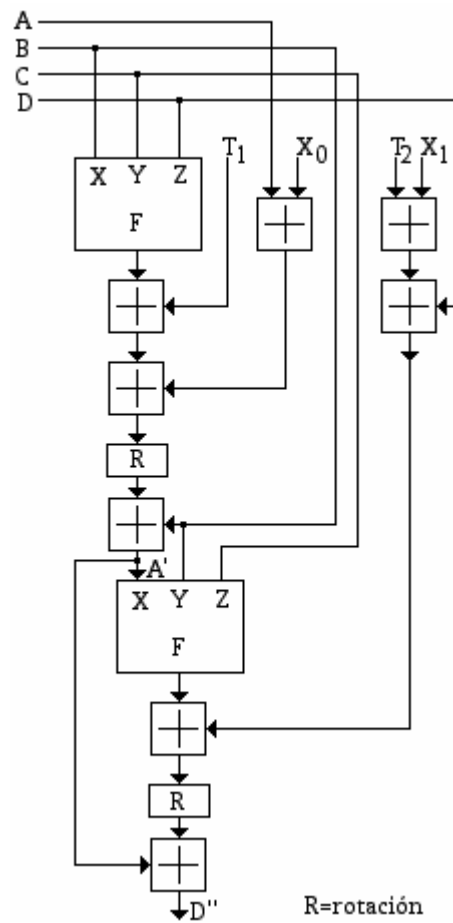 A
B
C
D
T1 X0 T2 X1
X Y Z
F
R
A'
X Y Z
F
R
D''
R=rotación